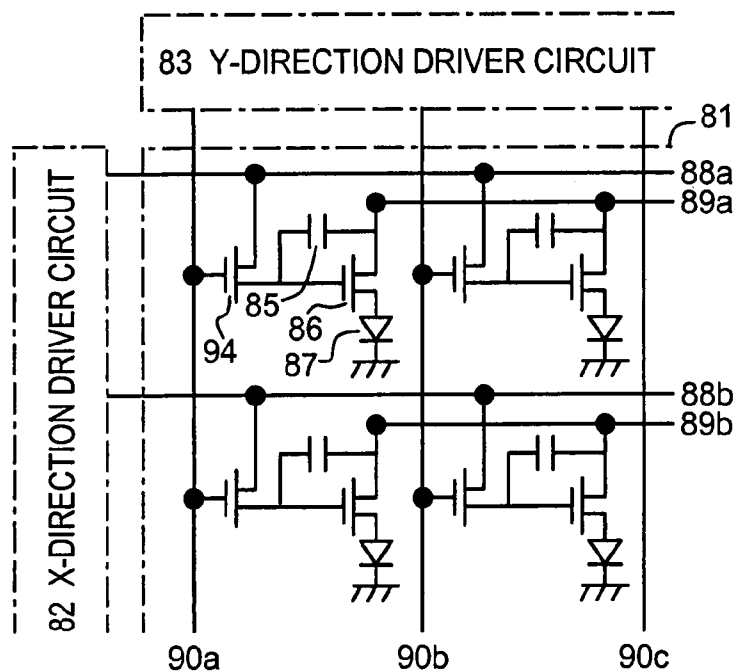 83 Y-DIRECTION DRIVER CIRCUIT
81
88a
89a
82 X-DIRECTION DRIVER CIRCUIT
94
85
86
87
88b
89b
90a
90b
90c